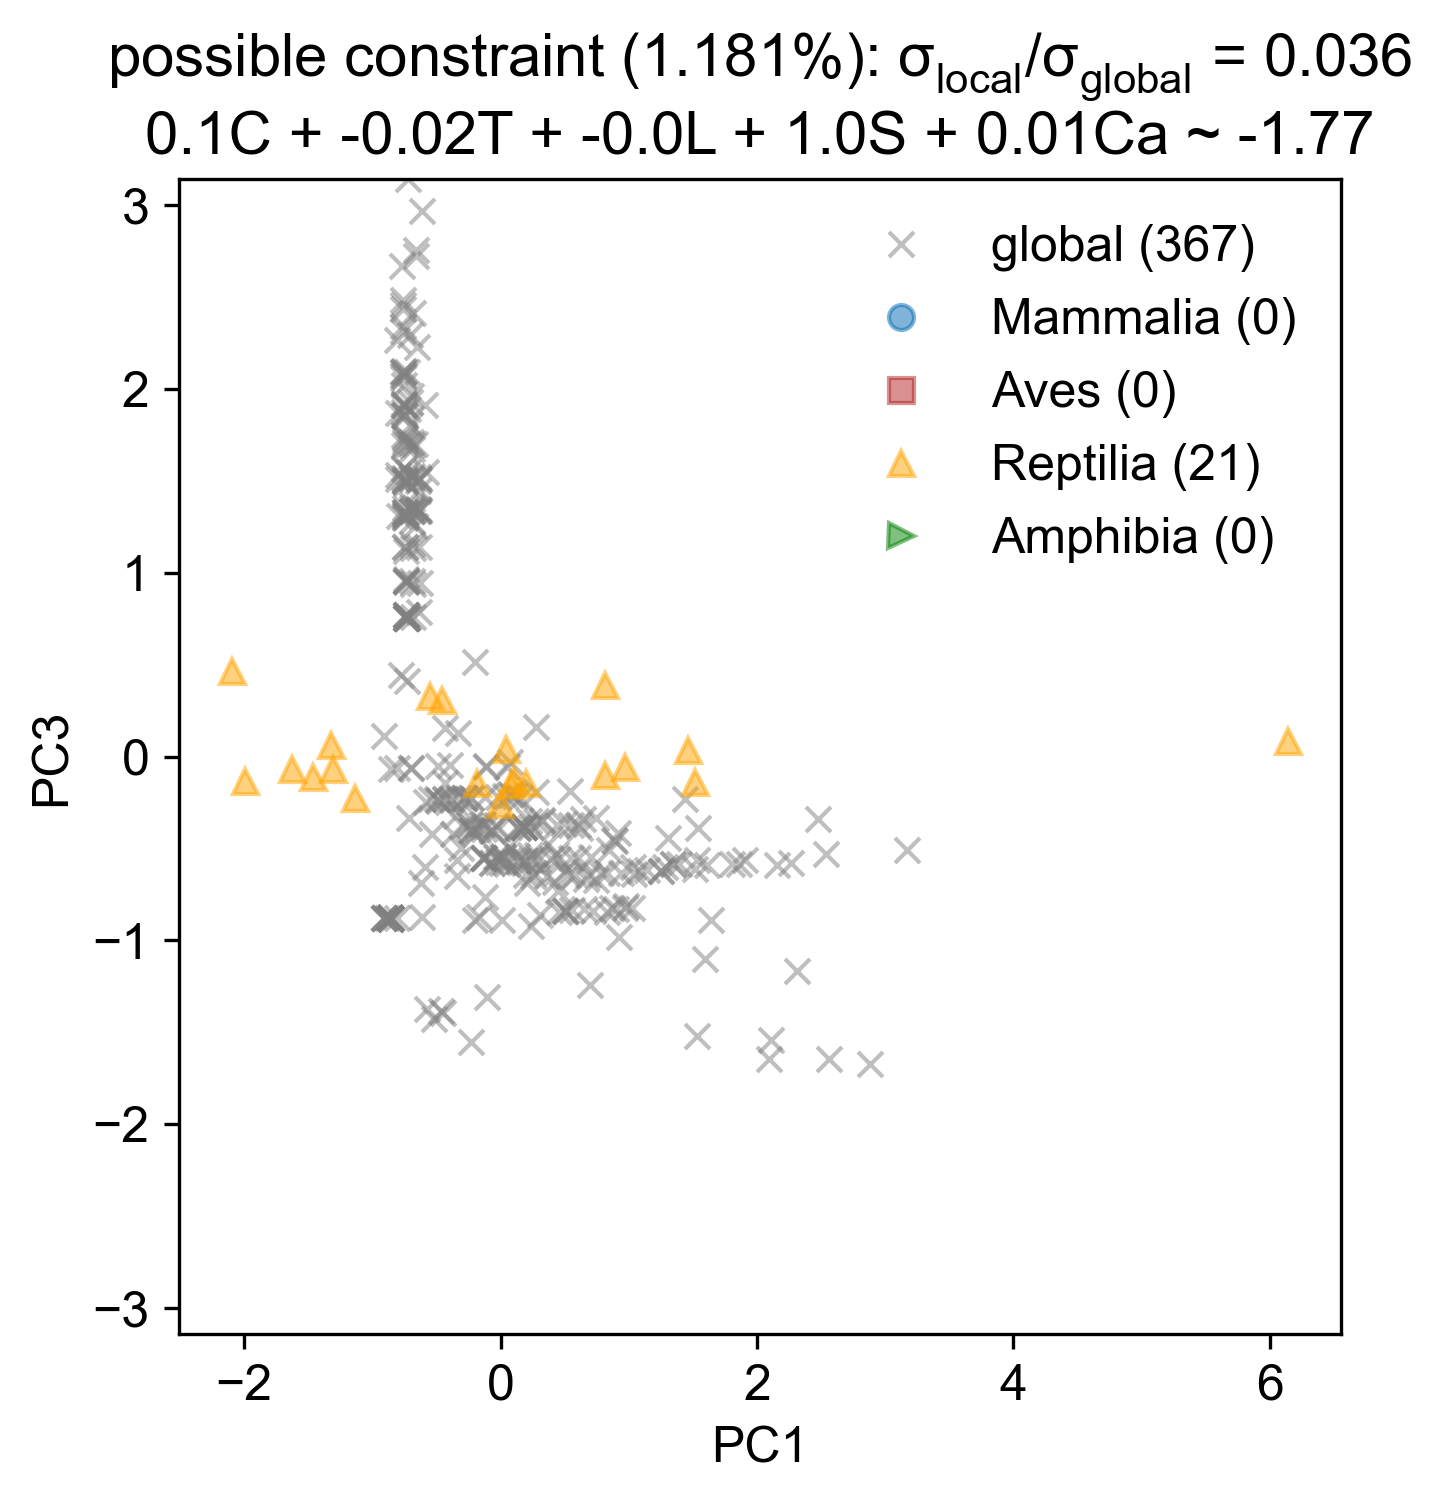 possible constraint (1.181%): σlocal/σglobal = 0.036
0.1C + -0.02T + -0.0L + 1.0S + 0.01Ca ~ -1.77
global (367)
Mammalia (0)
Aves (0)
Reptilia (21)
Amphibia (0)
3
2
1
0
−1
−2
−3
PC3
−2 0 2 4 6
PC1